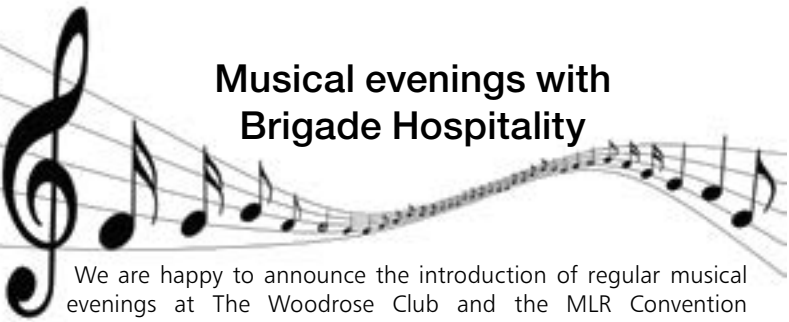 Musical evenings with
Brigade Hospitality
We are happy to announce the introduction of regular musical
evenings at The Woodrose Club and the MLR Convention